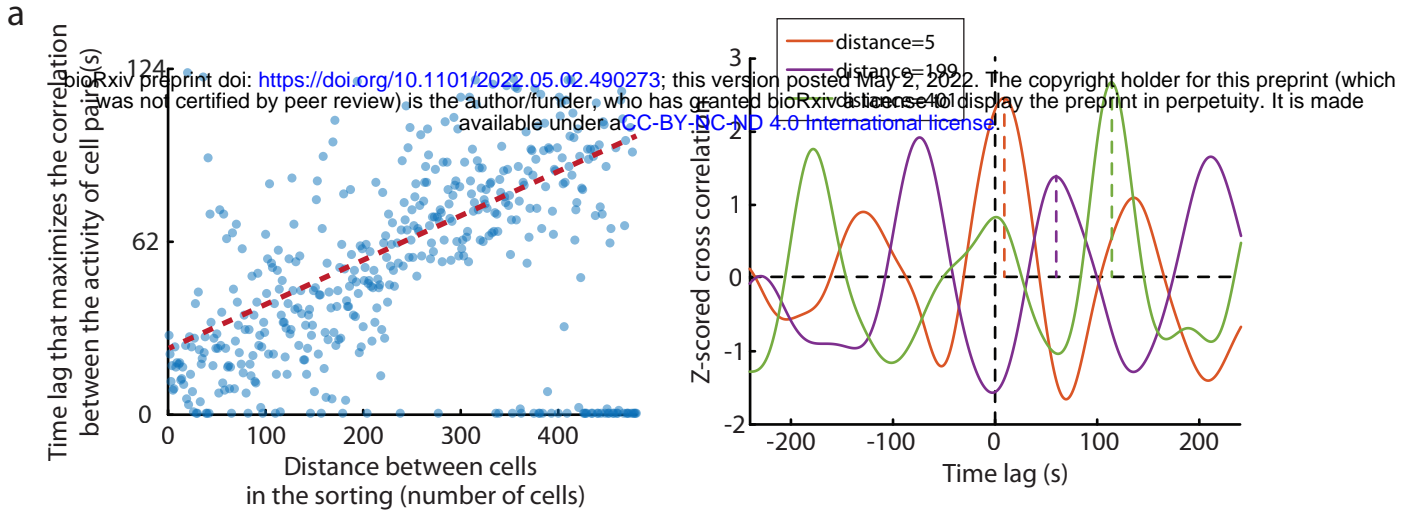 a
Time lag that maximizes the correlation
between the activity of cell pairs (s)
124
62
0
0 100 200 300 400
Distance between cells
in the sorting (number of cells)
bioRxiv preprint doi: https://doi.org/10.1101/2022.05.02.490273; this version posted May 2, 2022. The copyright holder for this preprint (which
was not certified by peer review) is the author/funder, who has granted bioRxiv a license to display the preprint in perpetuity. It is made
available under aCC-BY-NC-ND 4.0 International license.
distance=5
distance=199
distance=401
Z-scored cross correlation
3
2
1
0
-1
-2
-200 -100 0 100 200
Time lag (s)